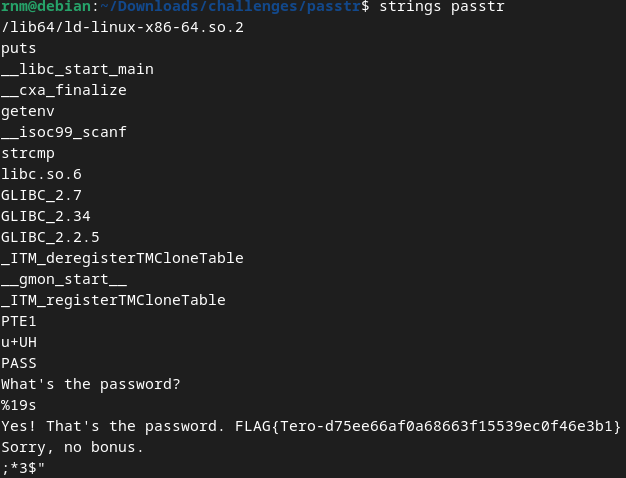 rnm@debian:~/Downloads/challenges/passtr$ strings passtr
/lib64/ld-linux-x86-64.so.2
puts
__libc_start_main
__cxa_finalize
getenv
__isoc99_scanf
strcmp
libc.so.6
GLIBC_2.7
GLIBC_2.34
GLIBC_2.2.5
_ITM_deregisterTMCloneTable
__gmon_start__
_ITM_registerTMCloneTable
PTE1
u+UH
PASS
What's the password?
%19s
Yes! That's the password. FLAG{Tero-d75ee66af0a68663f15539ec0f46e3b1}
Sorry, no bonus.
;*3$"